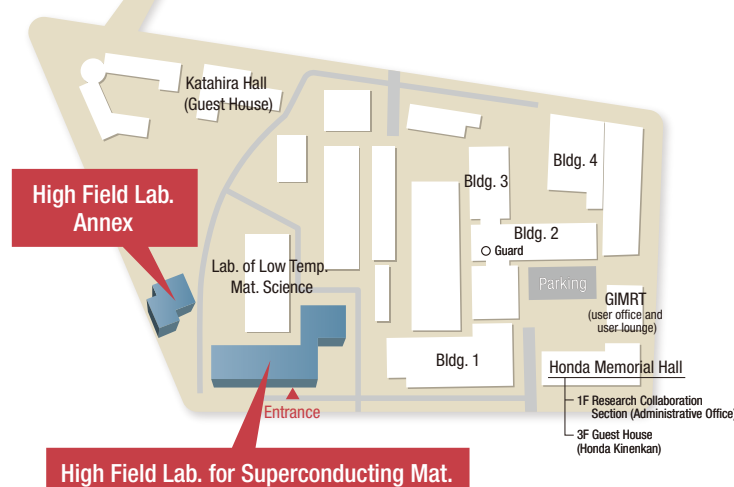 Katahira Hall
(Guest House)
Bldg. 4
Bldg. 3
High Field Lab.
Annex
Bldg. 2
Guard
Lab. of Low Temp.
Mat. Science
Parking
GIMRT
(user office and
user lounge)
Bldg. 1
Honda Memorial Hall
1F Research Collaboration
Section (Administrative Office)
Entrance
3F Guest House
(Honda Kinenkan)
High Field Lab. for Superconducting Mat.